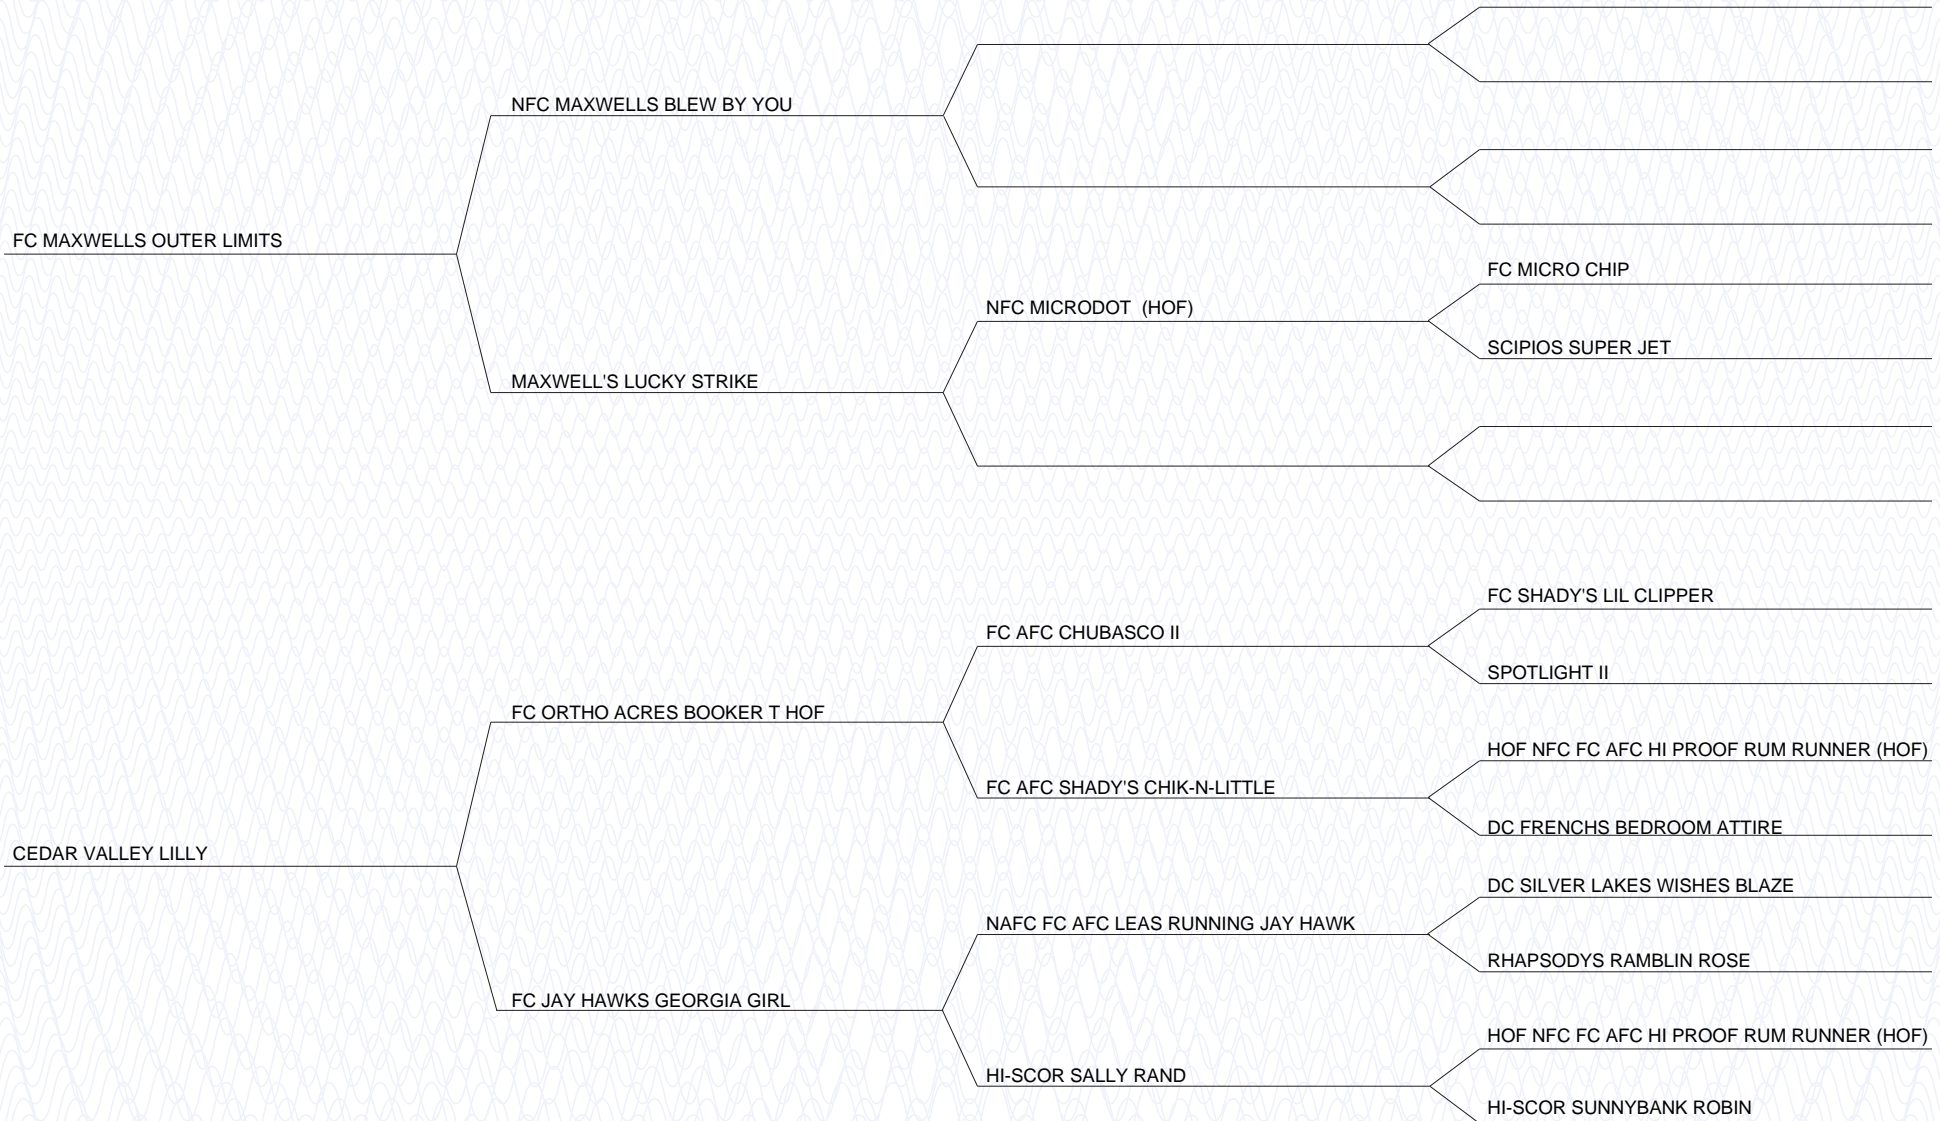 NFC MAXWELLS BLEW BY YOU
FC MAXWELLS OUTER LIMITS
FC MICRO CHIP
NFC MICRODOT  (HOF)
SCIPIOS SUPER JET
MAXWELL'S LUCKY STRIKE
FC SHADY'S LIL CLIPPER
FC AFC CHUBASCO II
SPOTLIGHT II
FC ORTHO ACRES BOOKER T HOF
HOF NFC FC AFC HI PROOF RUM RUNNER (HOF)
FC AFC SHADY'S CHIK-N-LITTLE
DC FRENCHS BEDROOM ATTIRE
CEDAR VALLEY LILLY
DC SILVER LAKES WISHES BLAZE
NAFC FC AFC LEAS RUNNING JAY HAWK
RHAPSODYS RAMBLIN ROSE
FC JAY HAWKS GEORGIA GIRL
HOF NFC FC AFC HI PROOF RUM RUNNER (HOF)
HI-SCOR SALLY RAND
HI-SCOR SUNNYBANK ROBIN